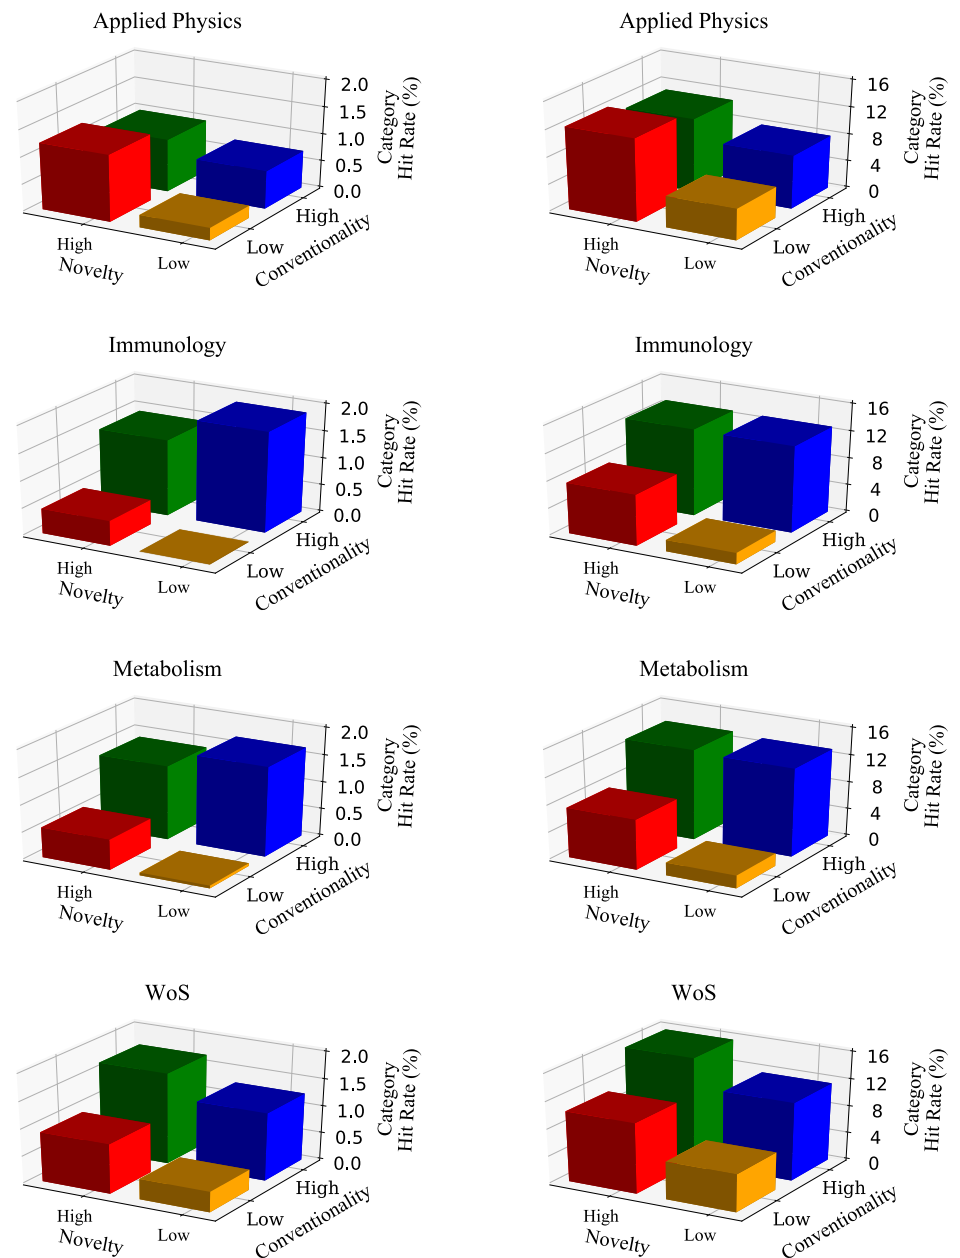 Applied Physics
2.0
1.5
1.0
0.5
0.0
Category
Hit Rate (%)
High
Low
Novelty
High
Low
Conventionality
Applied Physics
16
12
8
4
0
Category
Hit Rate (%)
High
Low
Novelty
High
Low
Conventionality
Immunology
2.0
1.5
1.0
0.5
0.0
Category
Hit Rate (%)
High
Low
Novelty
High
Low
Conventionality
Immunology
16
12
8
4
0
Category
Hit Rate (%)
High
Low
Novelty
High
Low
Conventionality
Metabolism
2.0
1.5
1.0
0.5
0.0
Category
Hit Rate (%)
High
Low
Novelty
High
Low
Conventionality
Metabolism
16
12
8
4
0
Category
Hit Rate (%)
High
Low
Novelty
High
Low
Conventionality
WoS
2.0
1.5
1.0
0.5
0.0
Category
Hit Rate (%)
High
Low
Novelty
High
Low
Conventionality
WoS
16
12
8
4
0
Category
Hit Rate (%)
High
Low
Novelty
High
Low
Conventionality